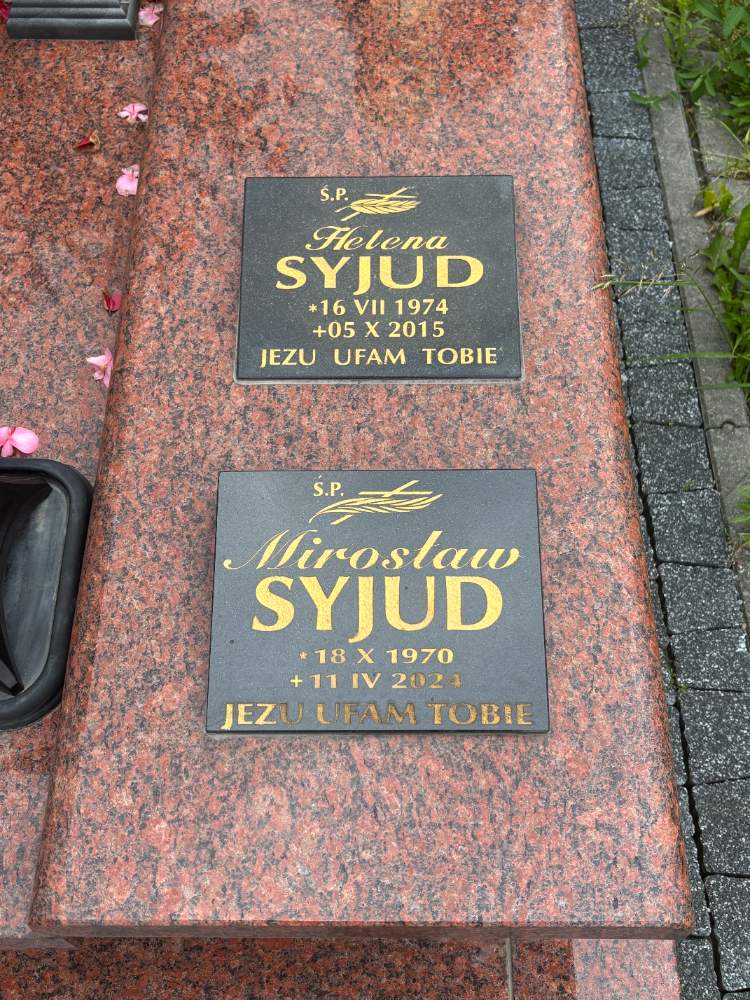 Ś.P.
Helena
SYJUD
*16 VII 1974
+05 X 2015
JEZU UFAM TOBIE
Ś.P.
Mirosław
SYJUD
*18 X 1970
+11 IV 2024
JEZU UFAM TOBIE